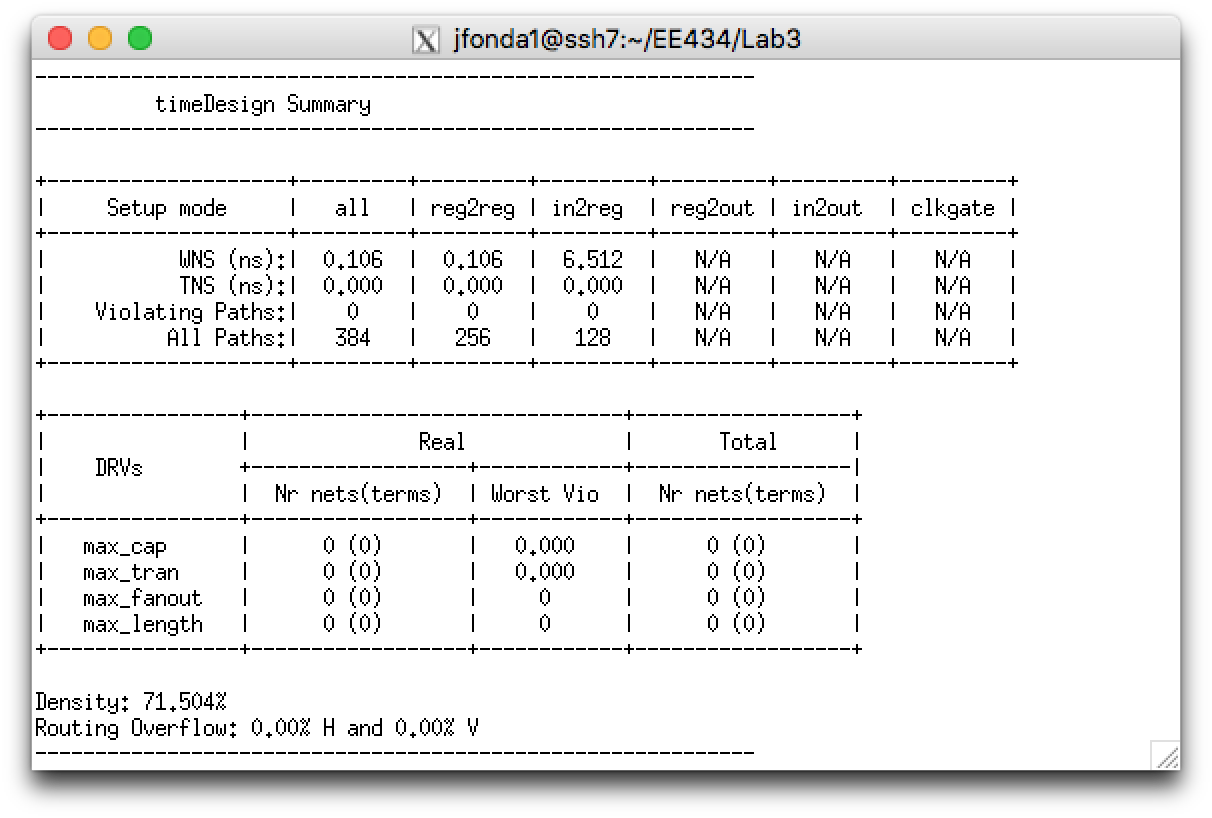 jfonda1@ssh7:~/EE434/Lab3
------------------------------------------------------------
          timeDesign Summary
------------------------------------------------------------
+---------------------+---------+---------+---------+---------+---------+---------+
|     Setup mode      |   all   | reg2reg | in2reg  | reg2out | in2out  | clkgate |
+---------------------+---------+---------+---------+---------+---------+---------+
|           WNS (ns):|  0.106  |  0.106  |  6.512  |   N/A   |   N/A   |   N/A   |
|           TNS (ns):|  0.000  |  0.000  |  0.000  |   N/A   |   N/A   |   N/A   |
|    Violating Paths:|    0    |    0    |    0    |   N/A   |   N/A   |   N/A   |
|          All Paths:|   384   |   256   |   128   |   N/A   |   N/A   |   N/A   |
+---------------------+---------+---------+---------+---------+---------+---------+
+----------------+-------------------------------+------------------+
|                |              Real             |       Total      |
|    DRVs        +------------------+------------+------------------|
|                |  Nr nets(terms)  | Worst Vio  |  Nr nets(terms)  |
+----------------+------------------+------------+------------------+
|   max_cap      |      0 (0)       |   0.000    |      0 (0)       |
|   max_tran     |      0 (0)       |   0.000    |      0 (0)       |
|   max_fanout   |      0 (0)       |     0      |      0 (0)       |
|   max_length   |      0 (0)       |     0      |      0 (0)       |
+----------------+------------------+------------+------------------+
Density: 71.504%
Routing Overflow: 0.00% H and 0.00% V
------------------------------------------------------------